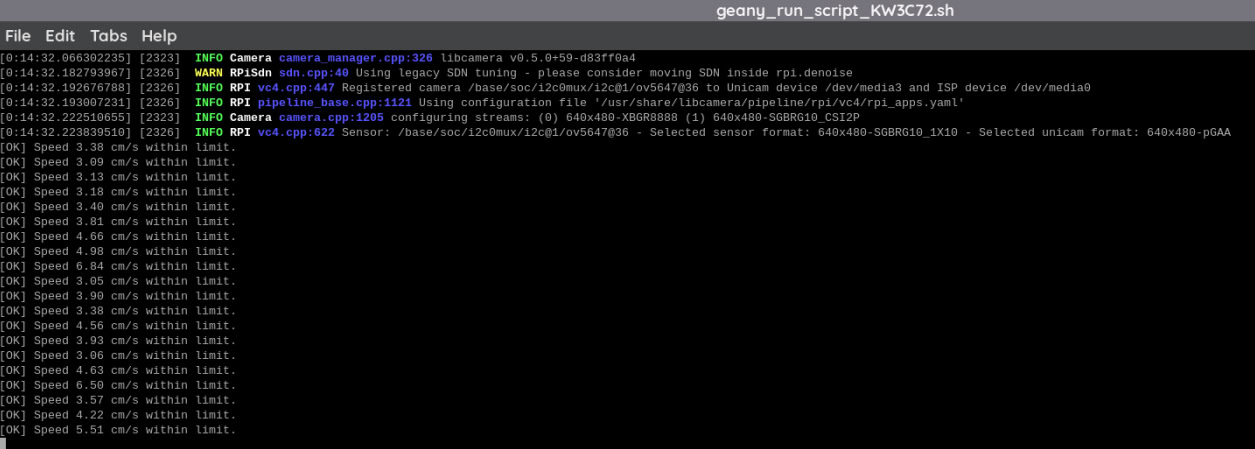 geany_run_script_KW3C72.sh
File Edit Tabs Help
[0:14:32.066302235] [2323] INFO Camera camera_manager.cpp:326 libcamera v0.5.0+59-d83ff0a4
[0:14:32.182793967] [2326] WARN RPiSdn sdn.cpp:40 Using legacy SDN tuning - please consider moving SDN inside rpi.denoise
[0:14:32.192676788] [2326] INFO RPI vc4.cpp:447 Registered camera /base/soc/i2c0mux/i2c@1/ov5647@36 to Unicam device /dev/media3 and ISP device /dev/media0
[0:14:32.193007231] [2326] INFO RPI pipeline_base.cpp:1121 Using configuration file '/usr/share/libcamera/pipeline/rpi/vc4/rpi_apps.yaml'
[0:14:32.222510655] [2323] INFO Camera camera.cpp:1205 configuring streams: (0) 640x480-XBGR8888 (1) 640x480-SGBRG10_CSI2P
[0:14:32.223839510] [2326] INFO RPI vc4.cpp:622 Sensor: /base/soc/i2c0mux/i2c@1/ov5647@36 - Selected sensor format: 640x480-SGBRG10_1X10 - Selected unicam format: 640x480-pGAA
[OK] Speed 3.38 cm/s within limit.
[OK] Speed 3.09 cm/s within limit.
[OK] Speed 3.13 cm/s within limit.
[OK] Speed 3.18 cm/s within limit.
[OK] Speed 3.40 cm/s within limit.
[OK] Speed 3.81 cm/s within limit.
[OK] Speed 4.66 cm/s within limit.
[OK] Speed 4.98 cm/s within limit.
[OK] Speed 6.84 cm/s within limit.
[OK] Speed 3.05 cm/s within limit.
[OK] Speed 3.90 cm/s within limit.
[OK] Speed 3.38 cm/s within limit.
[OK] Speed 4.56 cm/s within limit.
[OK] Speed 3.93 cm/s within limit.
[OK] Speed 3.06 cm/s within limit.
[OK] Speed 4.63 cm/s within limit.
[OK] Speed 6.50 cm/s within limit.
[OK] Speed 3.57 cm/s within limit.
[OK] Speed 4.22 cm/s within limit.
[OK] Speed 5.51 cm/s within limit.